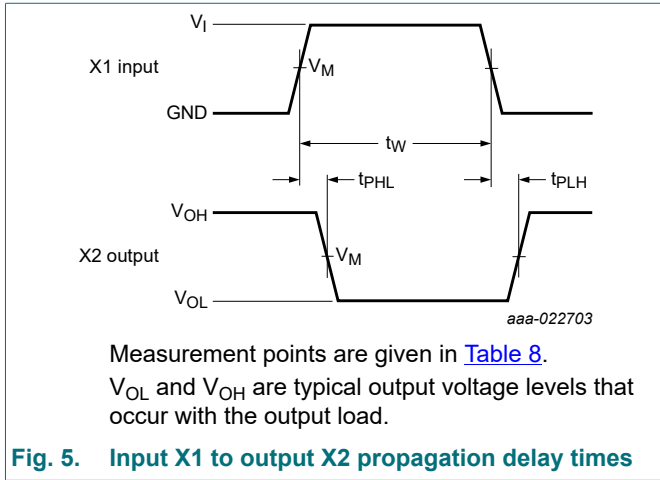 VI
X1 input
VM
GND
tW
tPHL
tPLH
VOH
X2 output
VM
VOL
aaa-022703
Measurement points are given in Table 8.
VOL and VOH are typical output voltage levels that
occur with the output load.
Fig. 5. Input X1 to output X2 propagation delay times